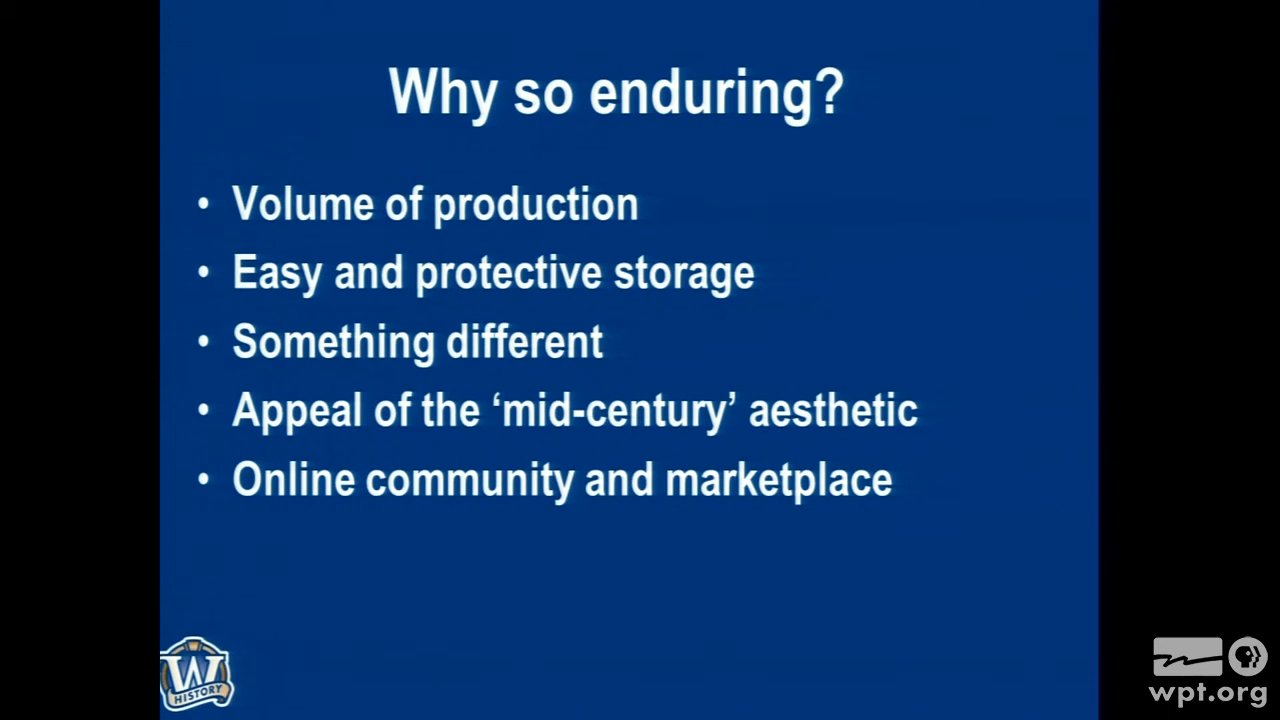 Why so enduring?
• Volume of production
• Easy and protective storage
• Something different
• Appeal of the ‘mid-century’ aesthetic
• Online community and marketplace
W
HISTORY
wpt.org